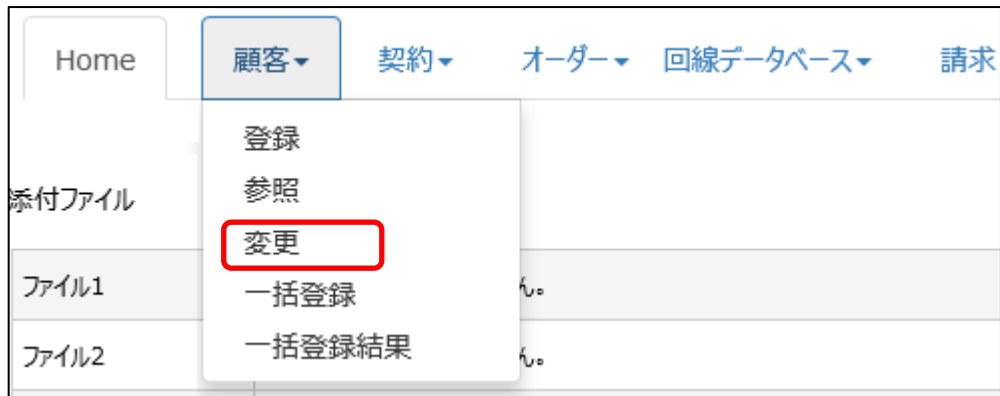 Home 顧客▾ 契約▾ オーダー▾ 回線データベース▾ 請求
登録
参照
添付ファイル
変更
ファイル1 ん。
一括登録
一括登録結果
ファイル2 ん。